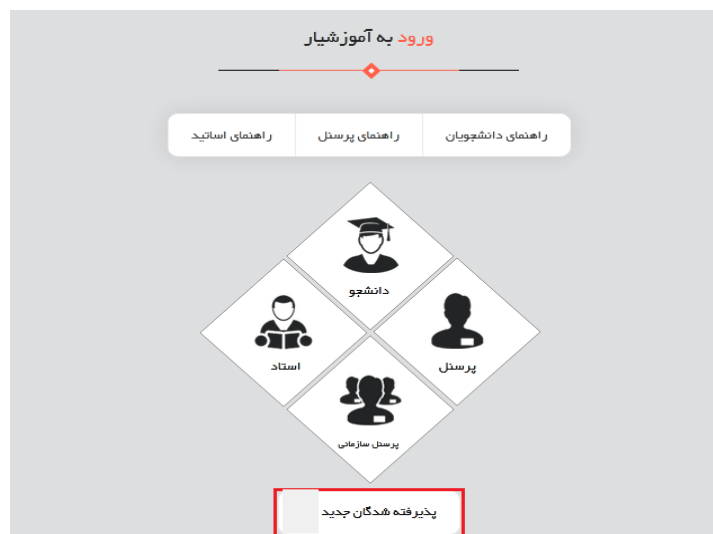 ورود به آموزشیار
راهنمای دانشجویان
راهنمای پرسنل
راهنمای اساتید
دانشجو
پرسنل
استاد
پرسنل سازمانی
پذیرفته شدگان جدید